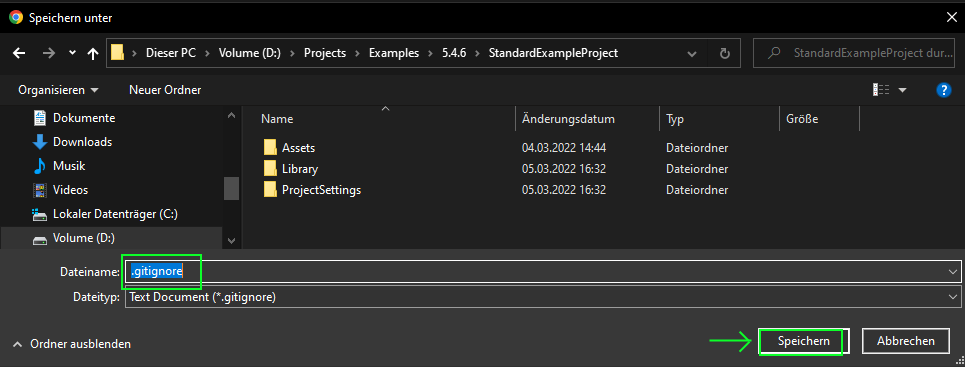 Speichern unter
Dieser PC > Volume (D:) > Projects > Examples > 5.4.6 > StandardExampleProject
StandardExampleProject dur...
Organisieren Neuer Ordner
Dokumente
Downloads
Musik
Videos
Lokaler Datenträger (C:)
Volume (D:)
Name Änderungsdatum Typ Größe
Assets 04.03.2022 14:44 Dateiordner
Library 05.03.2022 16:32 Dateiordner
ProjectSettings 05.03.2022 16:32 Dateiordner
Dateiname: .gitignore
Dateityp: Text Document (*.gitignore)
Ordner ausblenden
Speichern Abbrechen